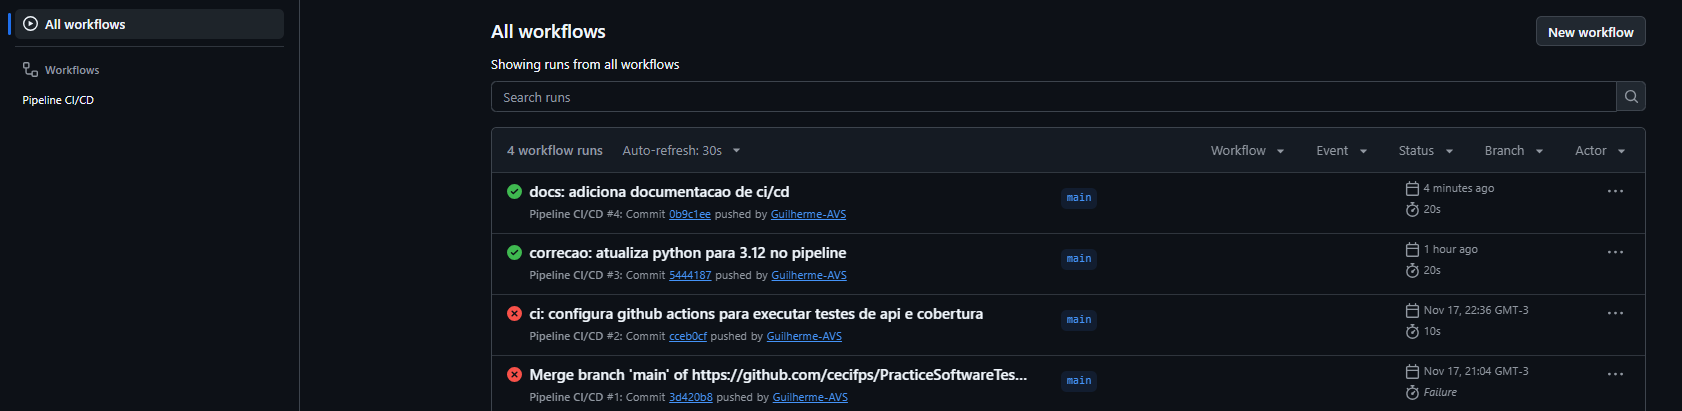 All workflows
Workflows
Pipeline CI/CD
All workflows
New workflow
Showing runs from all workflows
Search runs
4 workflow runs Auto-refresh: 30s Workflow Event Status Branch Actor
docs: adiciona documentacao de ci/cd main 4 minutes ago
Pipeline CI/CD #4: Commit 0b9c1ee pushed by Guilherme-AVS 20s
correcao: atualiza python para 3.12 no pipeline main 1 hour ago
Pipeline CI/CD #3: Commit 5444187 pushed by Guilherme-AVS 20s
ci: configura github actions para executar testes de api e cobertura main Nov 17, 22:36 GMT-3
Pipeline CI/CD #2: Commit cceb0cf pushed by Guilherme-AVS 10s
Merge branch 'main' of https://github.com/cecifps/PracticeSoftwareTes... main Nov 17, 21:04 GMT-3
Pipeline CI/CD #1: Commit 3d420b8 pushed by Guilherme-AVS Failure